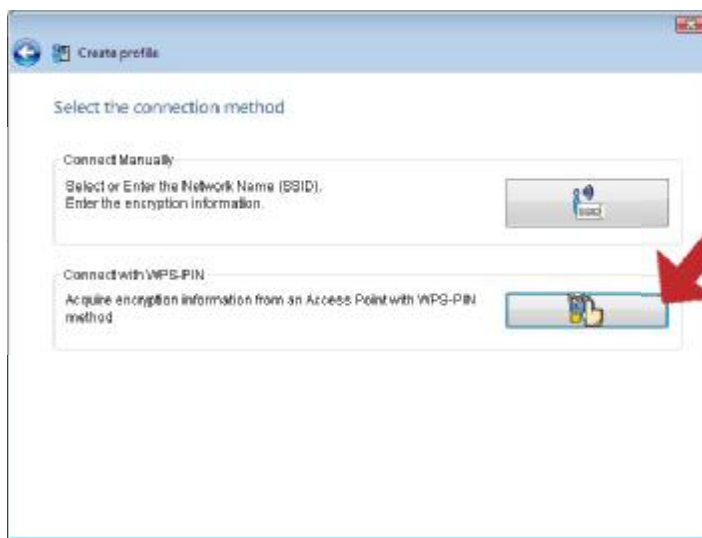 Create profile
Select the connection method
Connect Manually
Select or Enter the Network Name (SSID).
Enter the encryption information.
Connect with WPS-PIN
Acquire encryption information from an Access Point with WPS-PIN
method